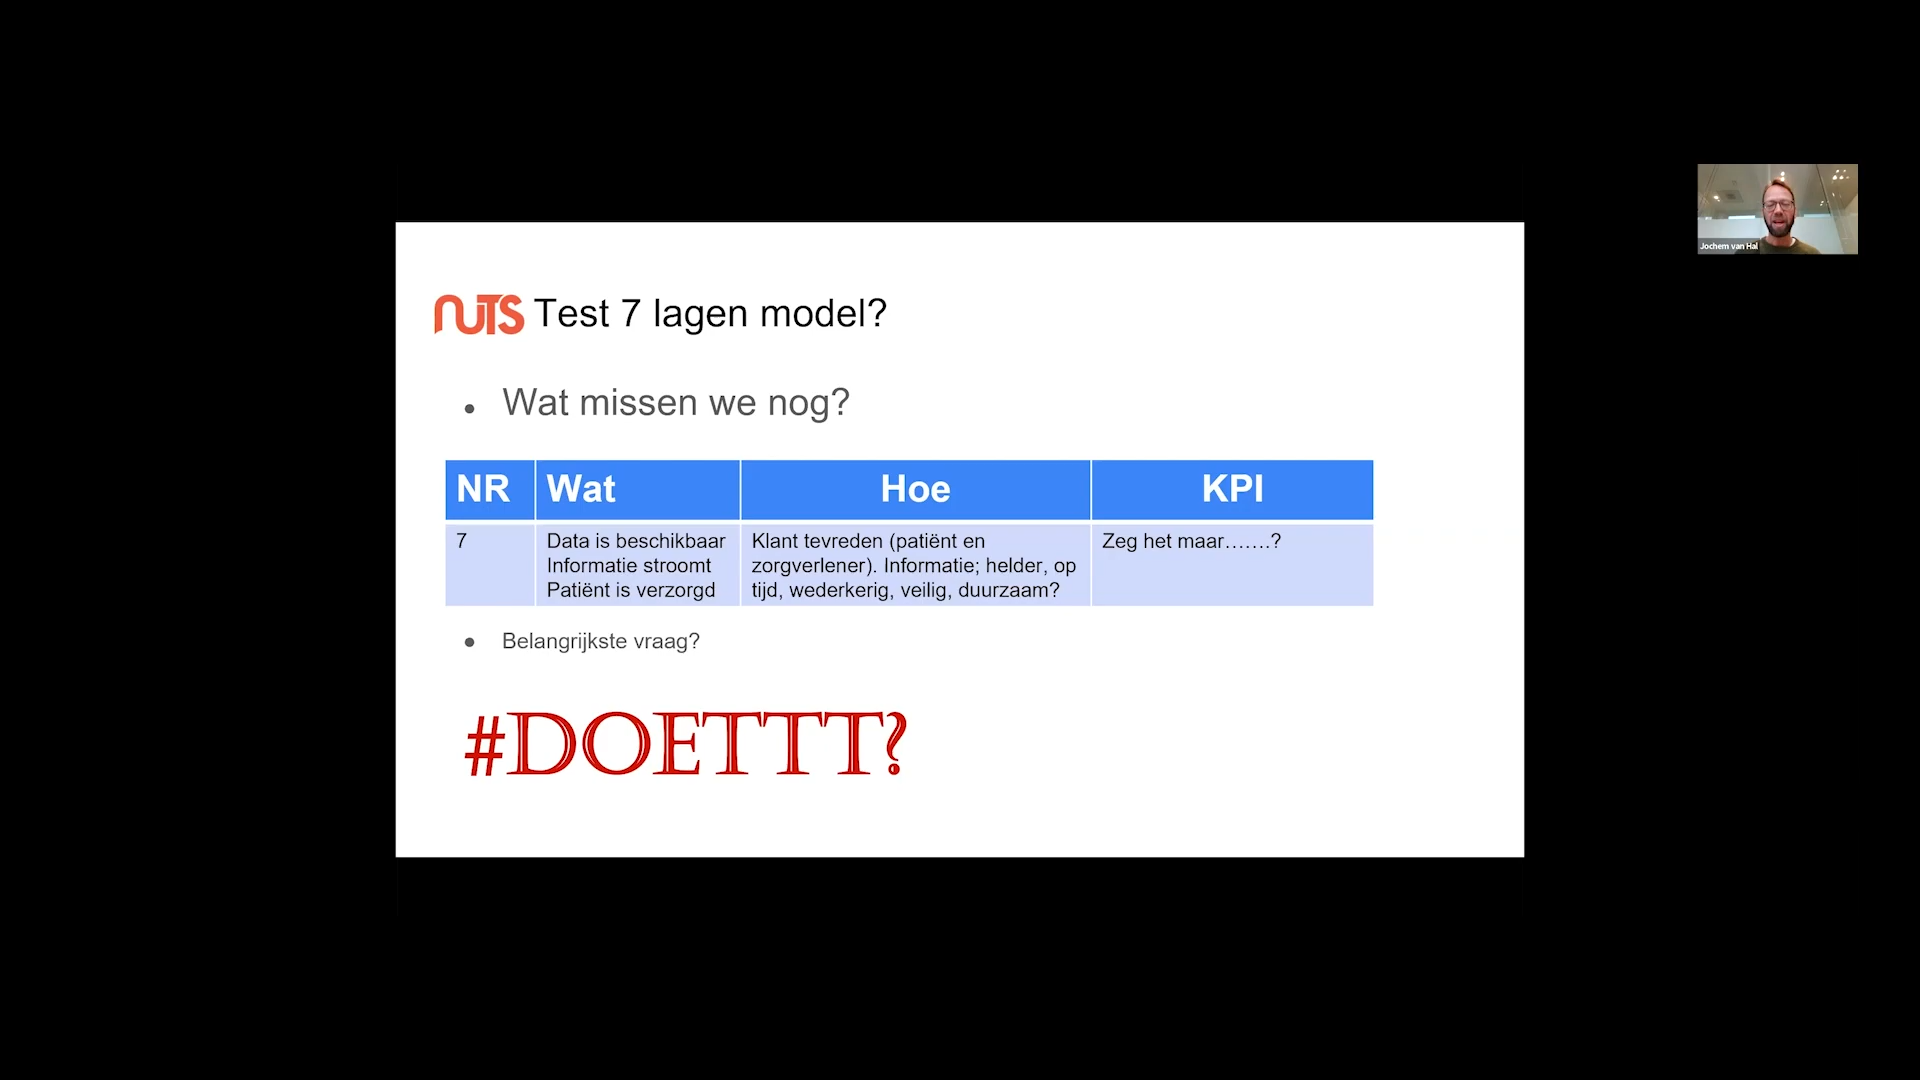 nuts Test 7 lagen model?
● Wat missen we nog?
NR Wat Hoe KPI
7 Data is beschikbaar Klant tevreden (patiënt en Zeg het maar…….?
Informatie stroomt zorgverlener). Informatie; helder, op
Patiënt is verzorgd tijd, wederkerig, veilig, duurzaam?
● Belangrijkste vraag?
#DOETTT?
Jochem van Hal